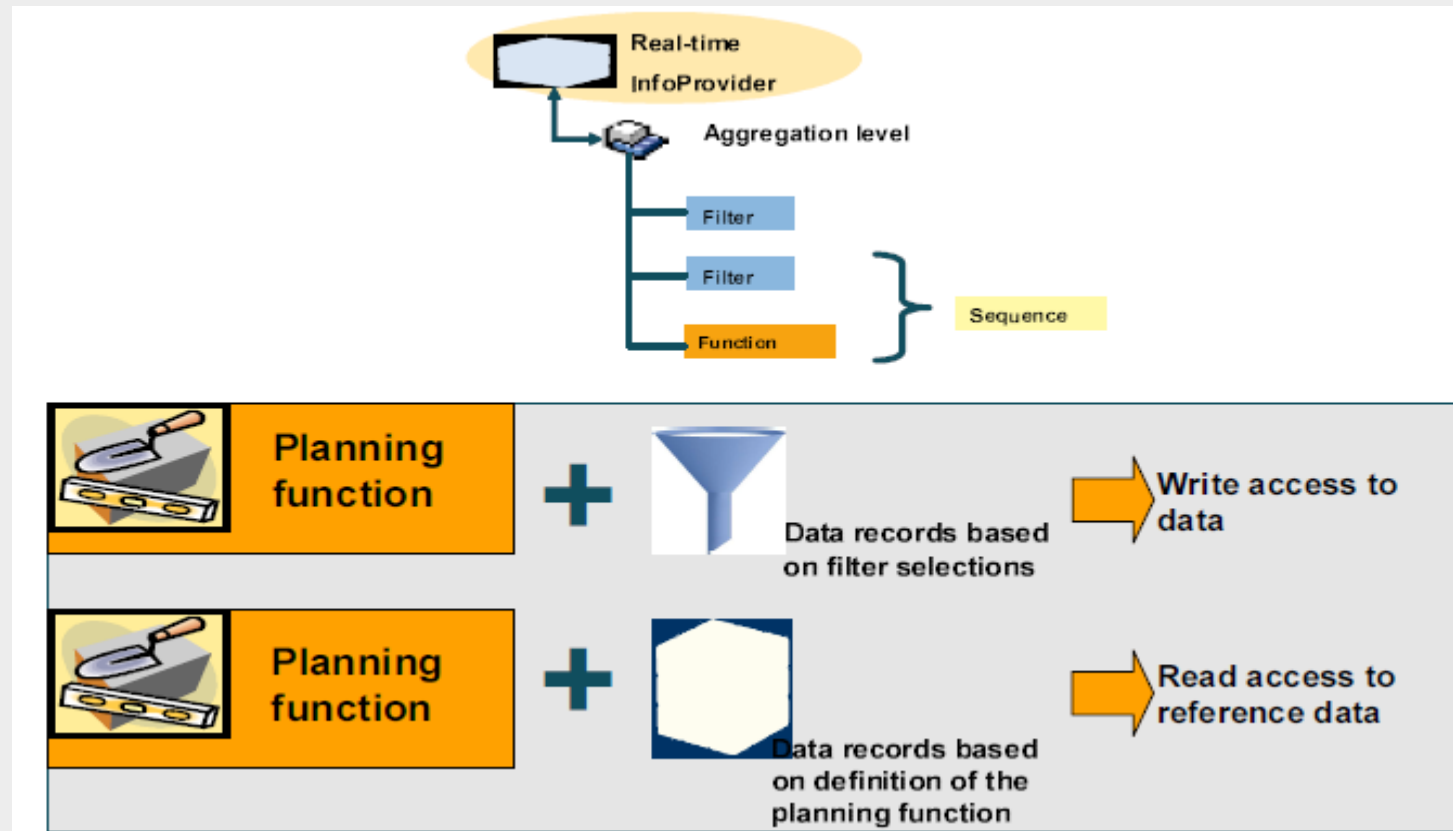 Real-time
InfoProvider
Aggregation level
Filter
Filter
Sequence
Function
Planning
function
Data records based
on filter selections
Write access to
data
Planning
function
Data records based
on definition of the
planning function
Read access to
reference data